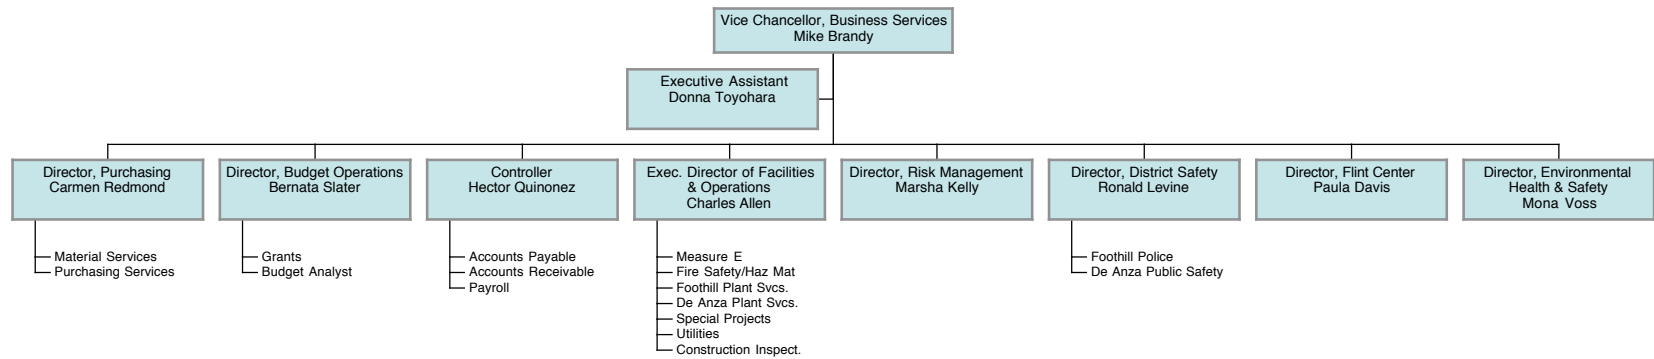 Vice Chancellor, Business Services
Mike Brandy
Executive Assistant
Donna Toyohara
Director, Purchasing
Carmen Redmond
Director, Budget Operations
Bernata Slater
Controller
Hector Quinonez
Exec. Director of Facilities
& Operations
Charles Allen
Director, Risk Management
Marsha Kelly
Director, District Safety
Ronald Levine
Director, Flint Center
Paula Davis
Director, Environmental
Health & Safety
Mona Voss
Material Services
Purchasing Services
Grants
Budget Analyst
Accounts Payable
Accounts Receivable
Payroll
Measure E
Fire Safety/Haz Mat
Foothill Plant Svcs.
De Anza Plant Svcs.
Special Projects
Utilities
Construction Inspect.
Foothill Police
De Anza Public Safety